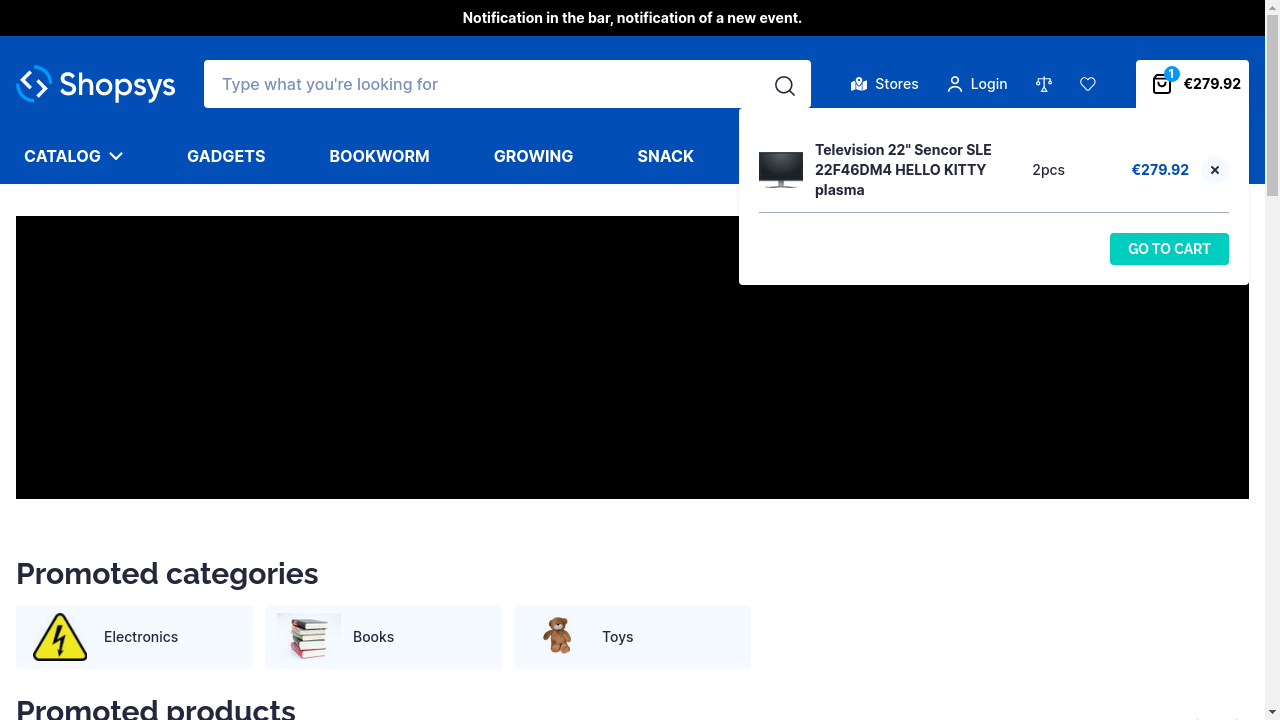 Notification in the bar, notification of a new event.
Shopsys
Type what you're looking for
Stores
Login
1
€279.92
CATALOG
GADGETS
BOOKWORM
GROWING
SNACK
Television 22" Sencor SLE
22F46DM4 HELLO KITTY
plasma
2pcs
€279.92
GO TO CART
Promoted categories
Electronics
Books
Toys
Promoted products